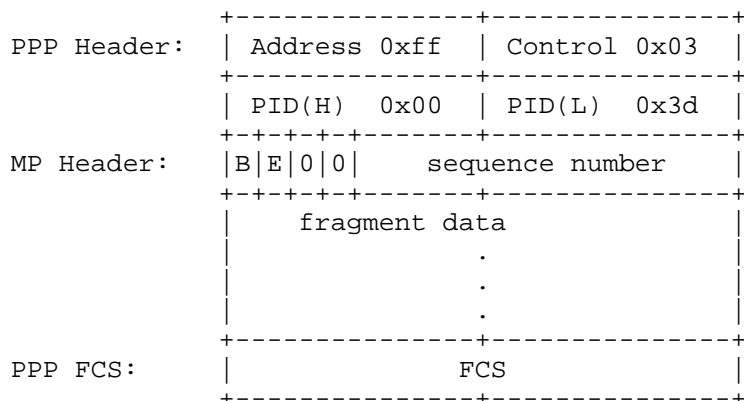 +---------------+---------------+
PPP Header: | Address 0xff | Control 0x03 |
+---------------+---------------+
| PID(H) 0x00 | PID(L) 0x3d |
+-+-+-+-+-------+---------------+
MP Header: |B|E|0|0| sequence number |
+-+-+-+-+-------+---------------+
| fragment data |
| . |
| . |
| . |
+---------------+---------------+
PPP FCS: | FCS |
+---------------+---------------+